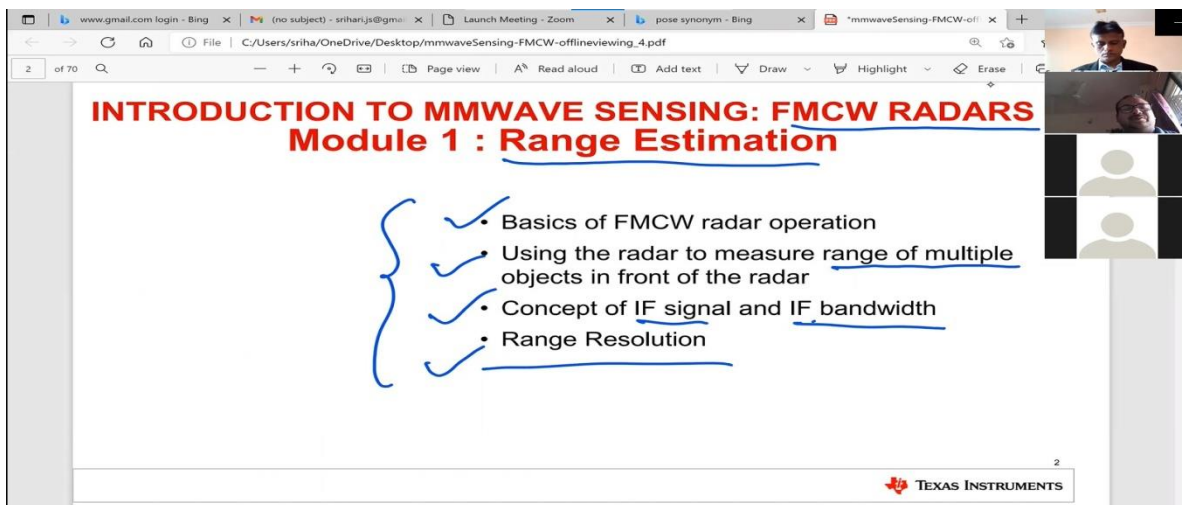 www.gmail.com login - Bing
(no subject) - srihari.js@gma
Launch Meeting - Zoom
pose synonym - Bing
*mmwaveSensing-FMCW-off
File | C:/Users/sriha/OneDrive/Desktop/mmwaveSensing-FMCW-offlineviewing_4.pdf
2 of 70
Page view
Read aloud
Add text
Draw
Highlight
Erase
INTRODUCTION TO MMWAVE SENSING: FMCW RADARS
Module 1 : Range Estimation
• Basics of FMCW radar operation
• Using the radar to measure range of multiple
objects in front of the radar
• Concept of IF signal and IF bandwidth
• Range Resolution
2
TEXAS INSTRUMENTS